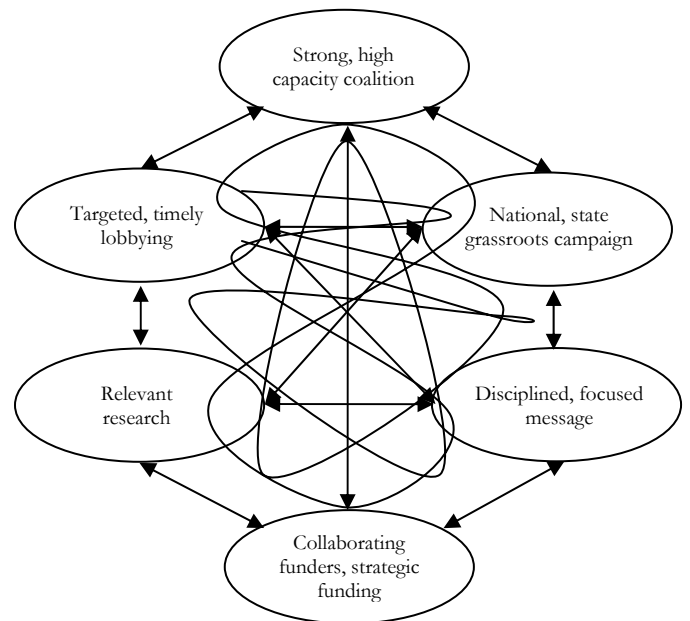 Strong, high
capacity coalition
Targeted, timely
lobbying
National, state
grassroots campaign
Relevant
research
Disciplined, focused
message
Collaborating
funders, strategic
funding